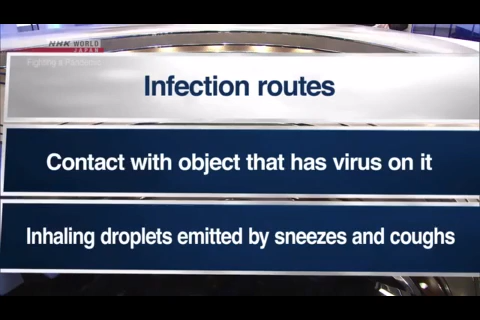 NHK WORLD
JAPAN
Fighting a Pandemic
Infection routes
Contact with object that has virus on it
Inhaling droplets emitted by sneezes and coughs